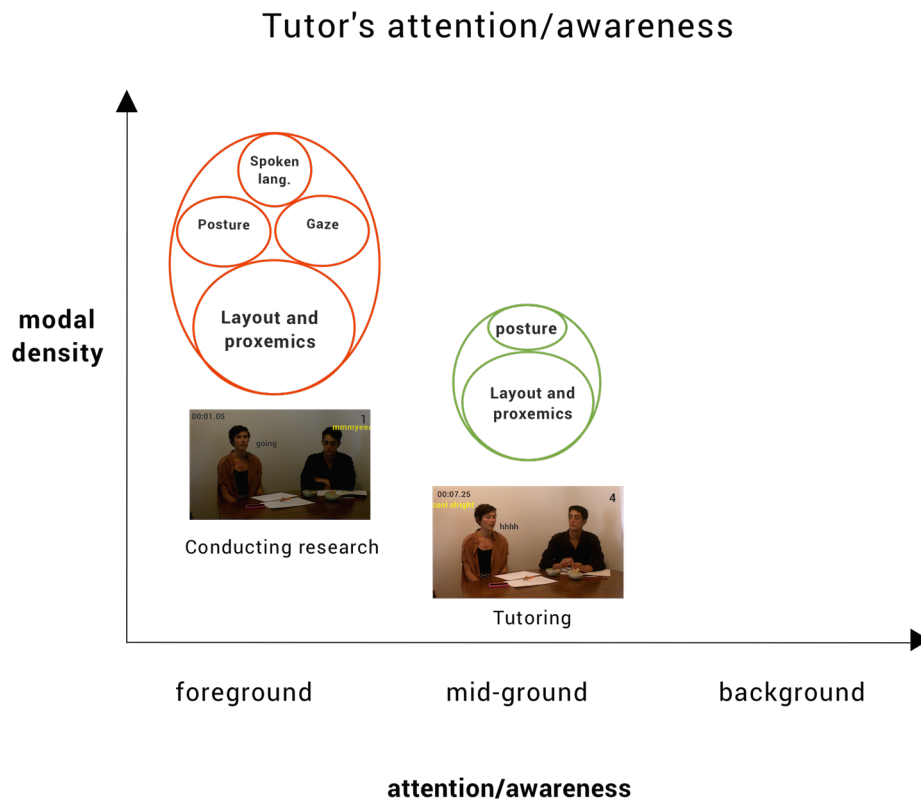 Tutor's attention/awareness
Spoken
lang.
Posture
Gaze
Layout and
proxemics
modal
density
posture
Layout and
proxemics
00:01.05
1
mmmyee
going
Conducting research
00:07.25
4
cool alright
hhhh
Tutoring
foreground
mid-ground
background
attention/awareness